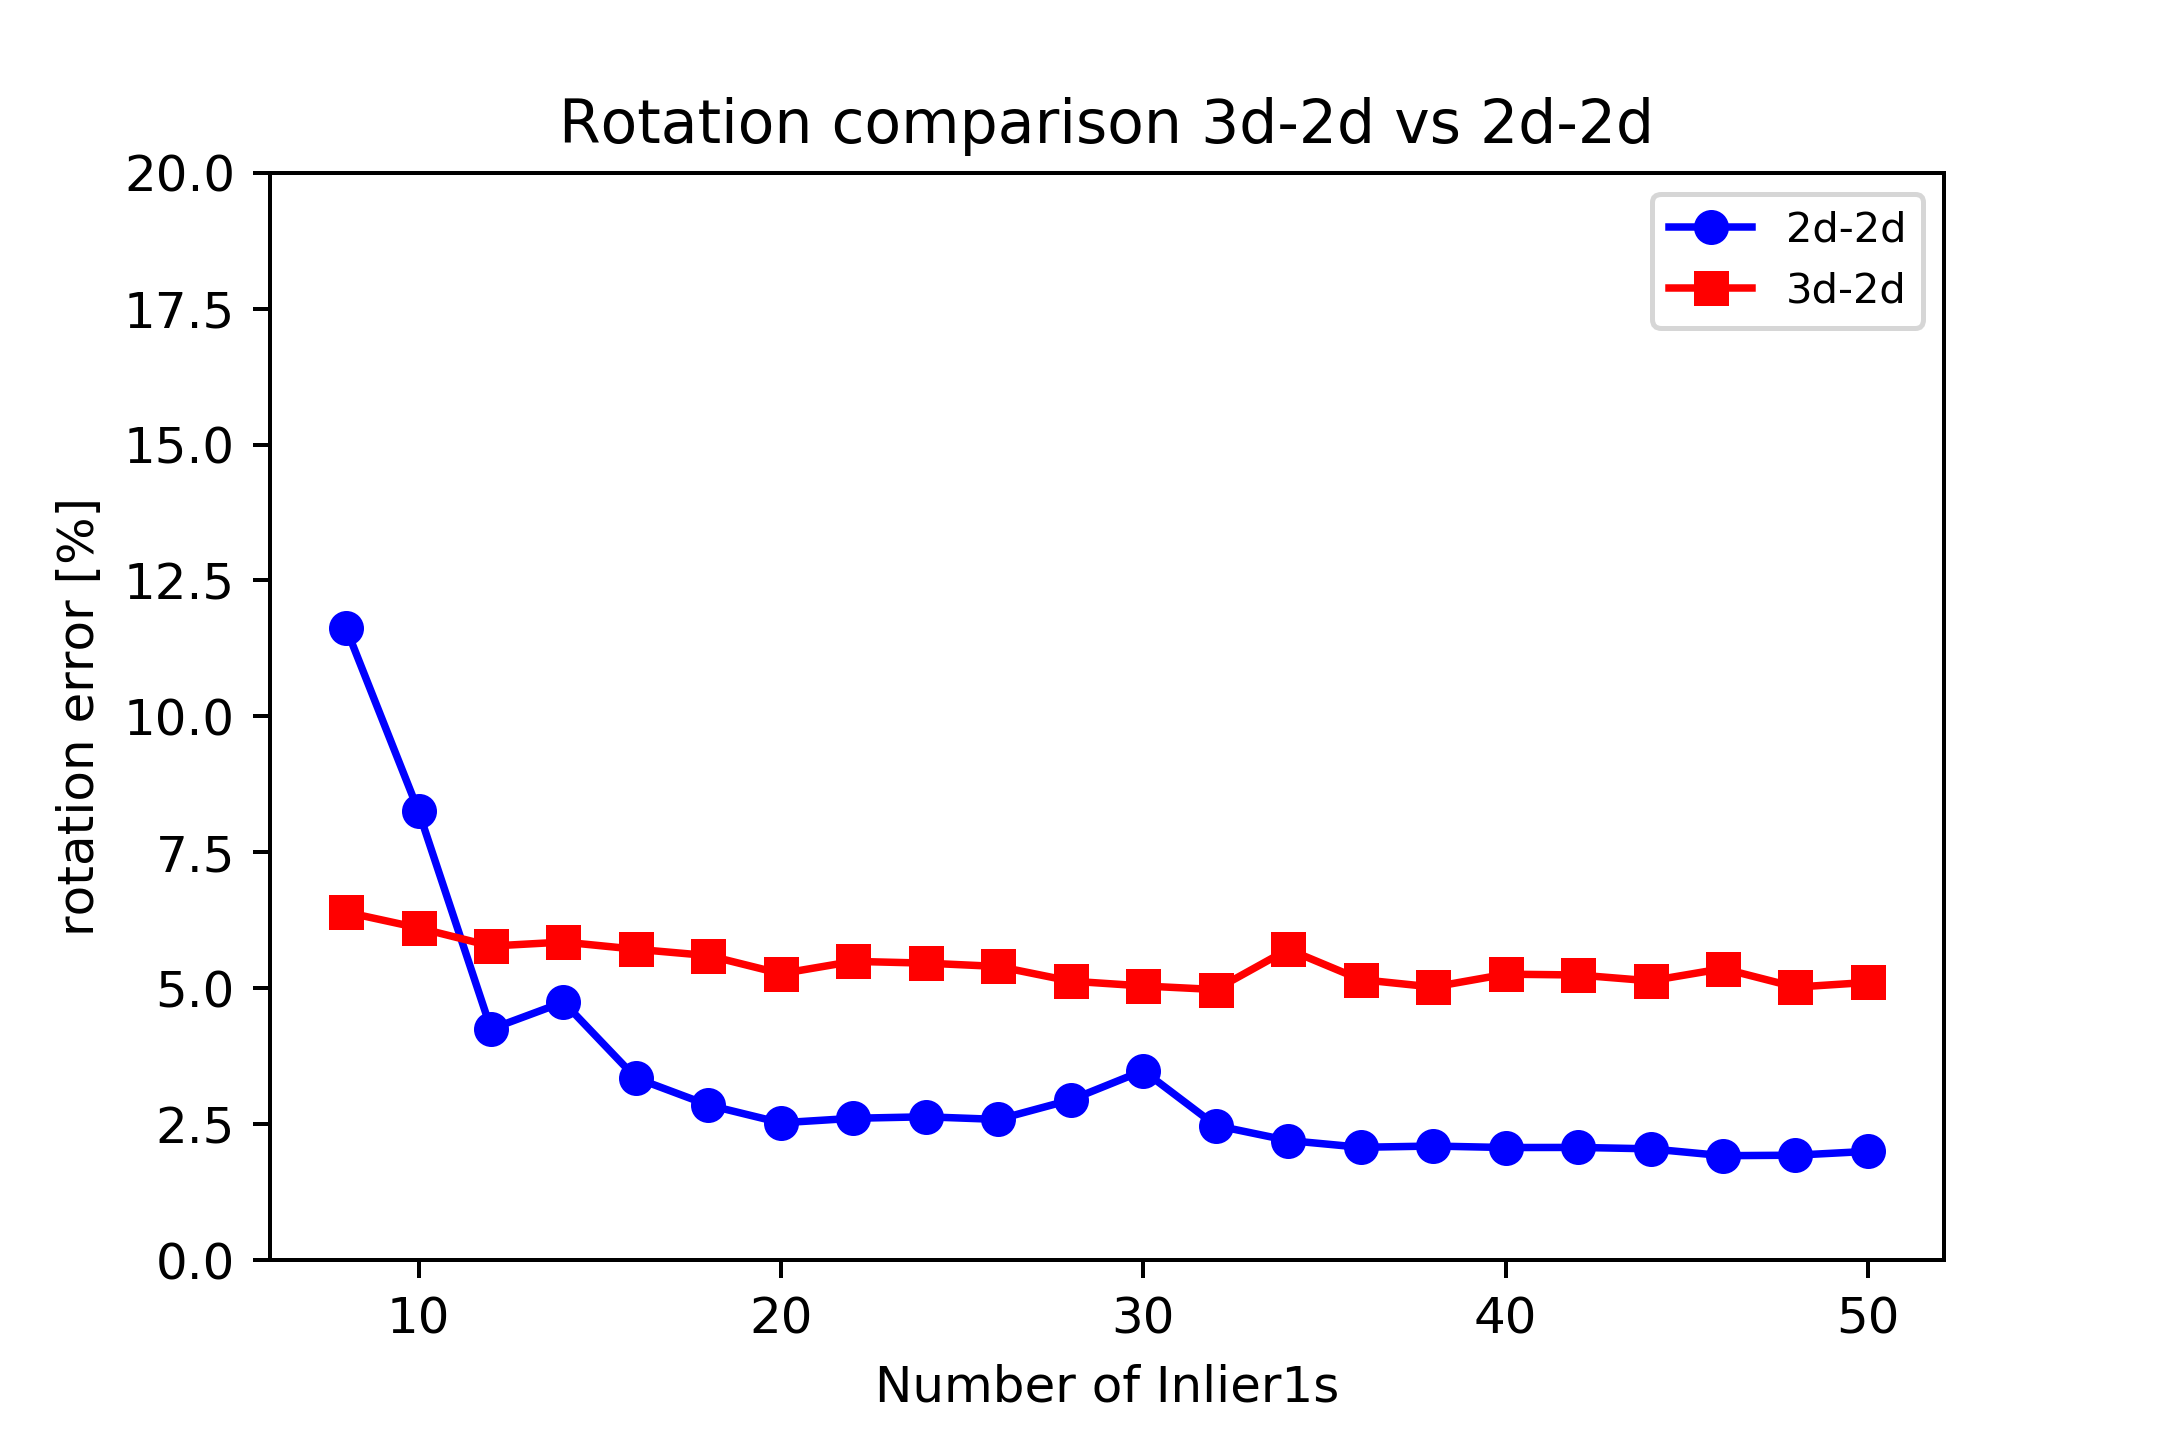 Rotation comparison 3d-2d vs 2d-2d
2d-2d
3d-2d
rotation error [%]
20.0
17.5
15.0
12.5
10.0
7.5
5.0
2.5
0.0
10 20 30 40 50
Number of Inlier1s